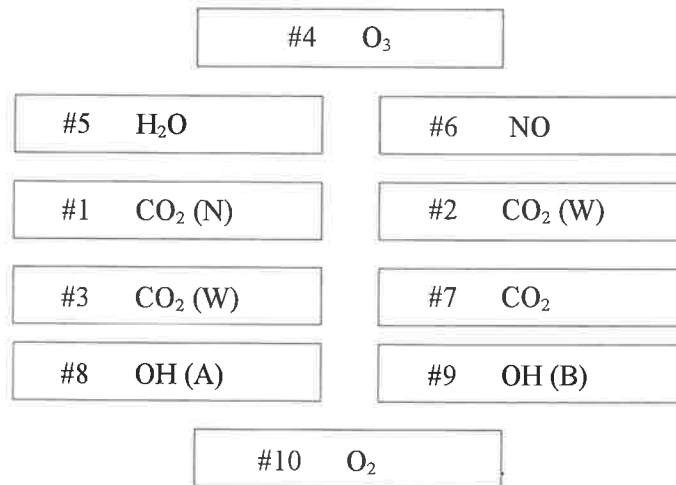 #4 O₃
#5 H₂O
#6 NO
#1 CO₂ (N)
#2 CO₂ (W)
#3 CO₂ (W)
#7 CO₂
#8 OH (A)
#9 OH (B)
#10 O₂